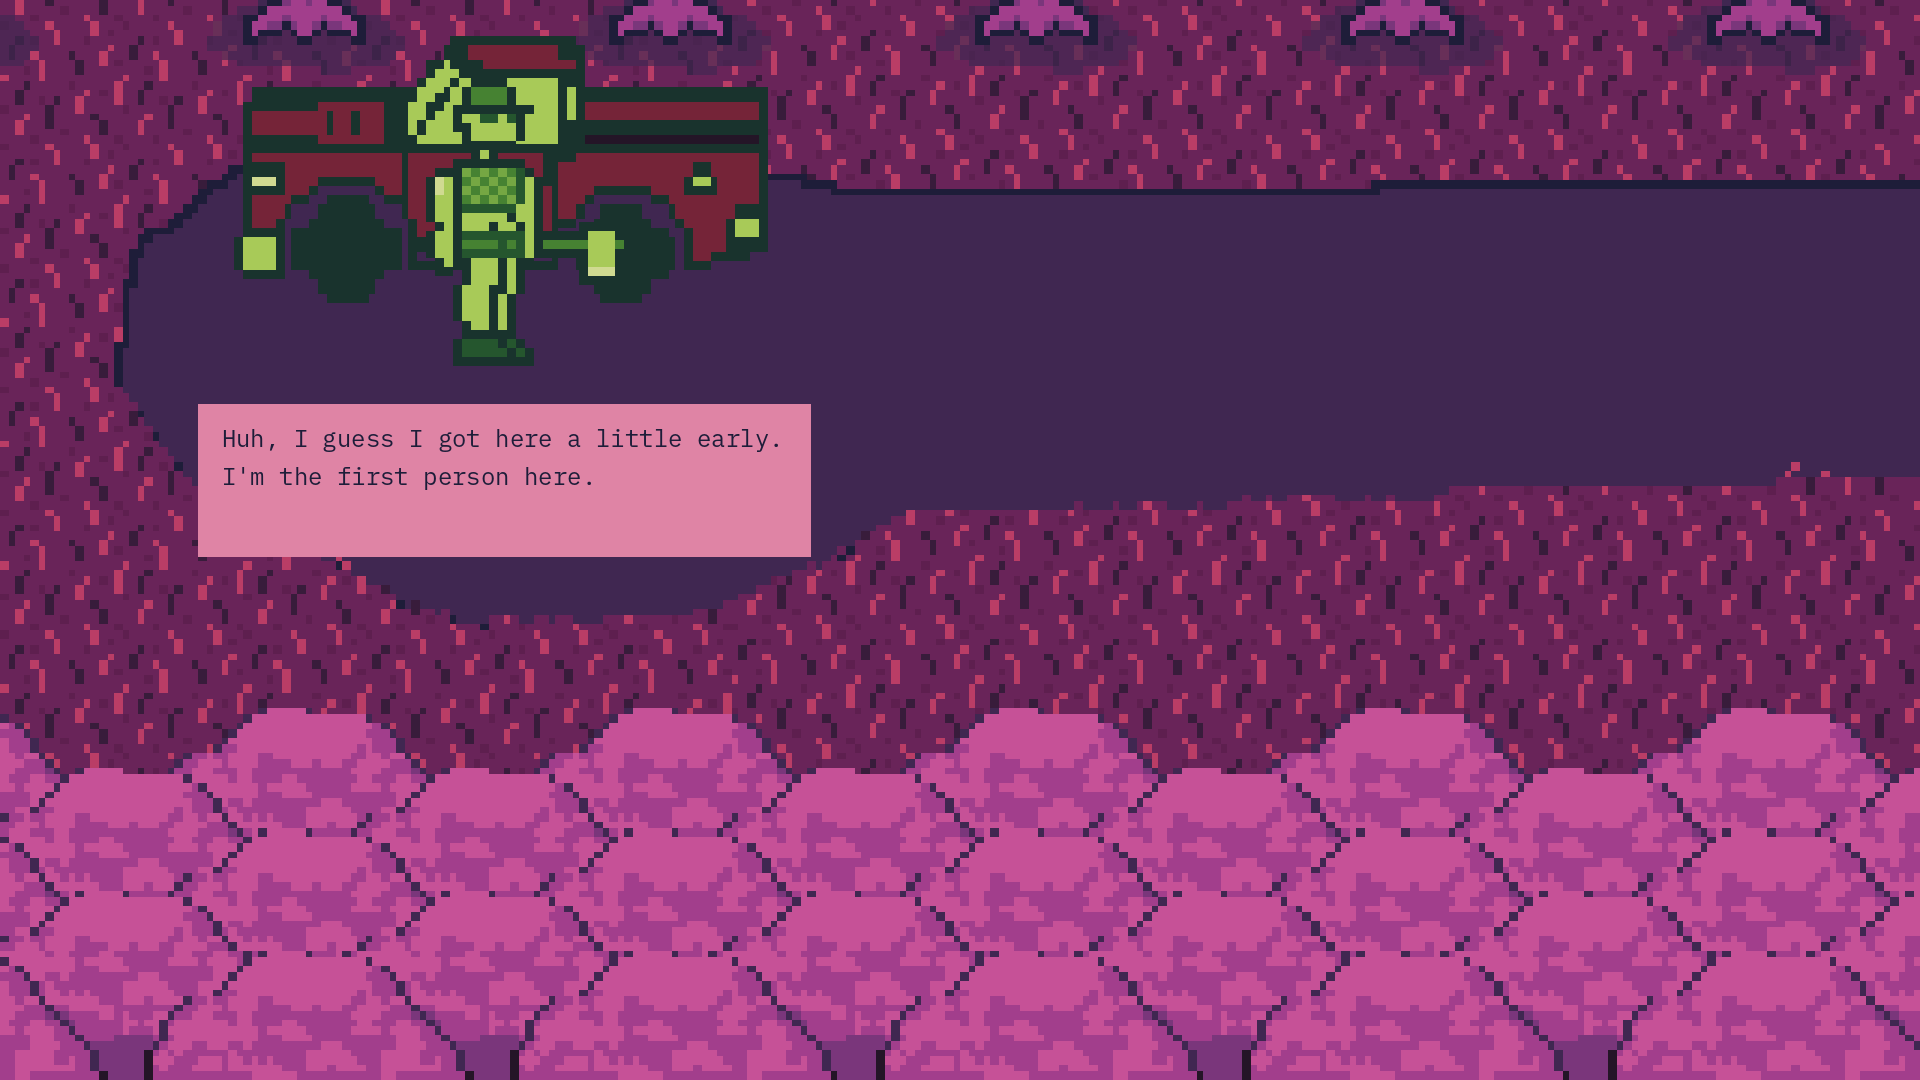 Huh, I guess I got here a little early.
I'm the first person here.